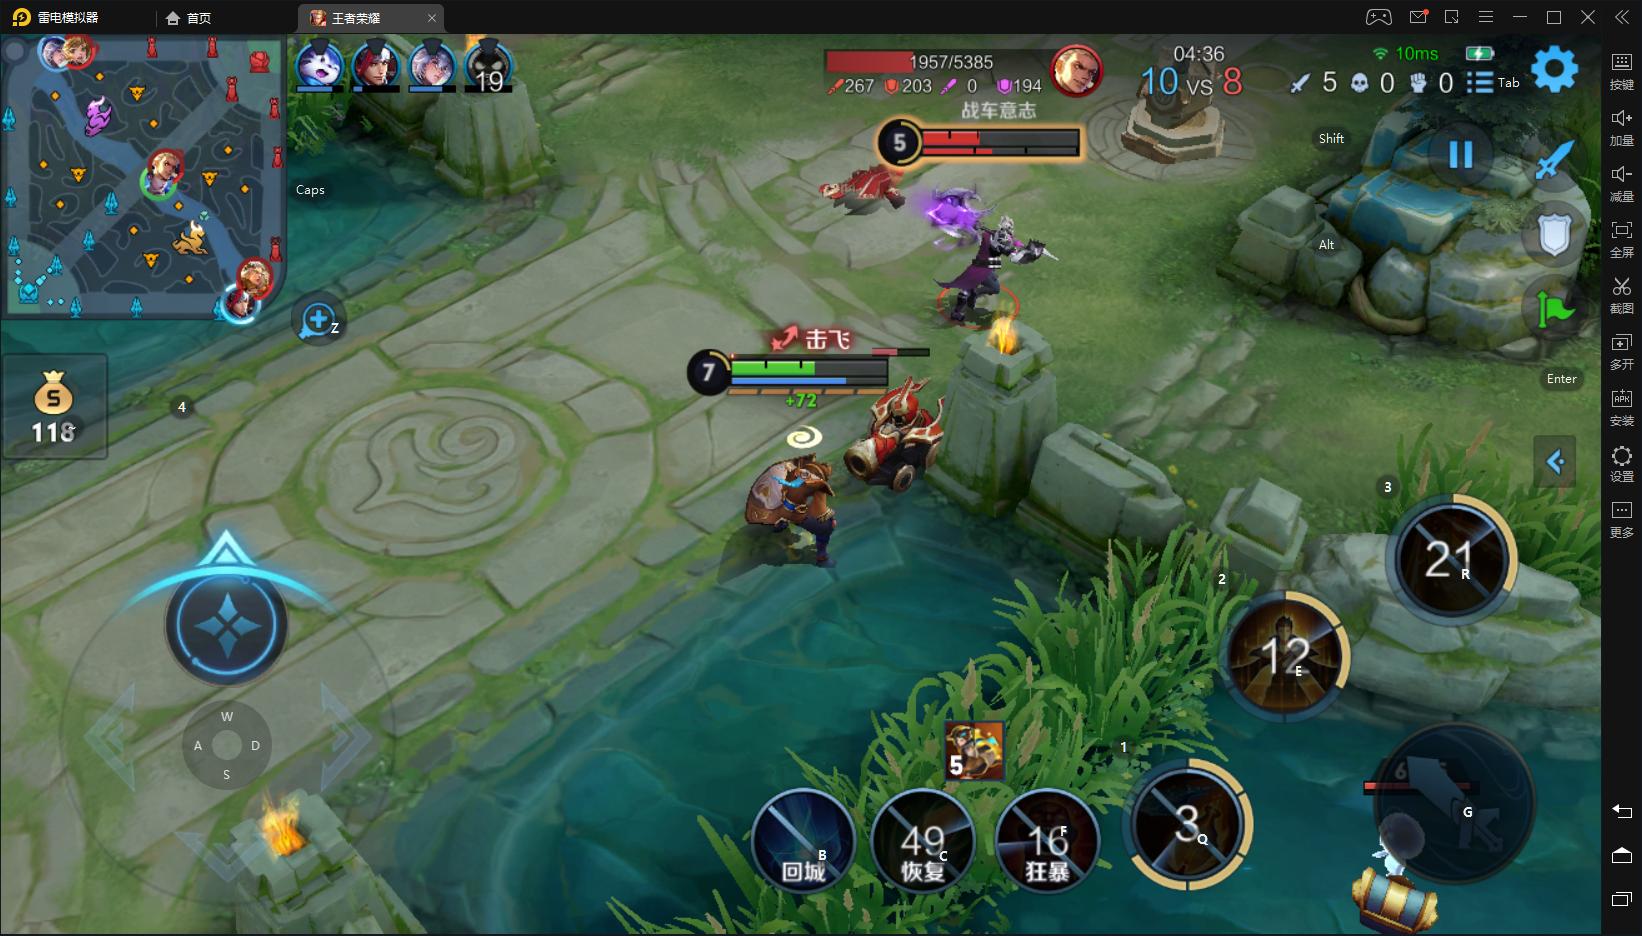 雷电模拟器
首页
王者荣耀
19
1957/5385
267 203 0 194
04:36
10 VS 8
10ms
5 0 0
Tab
战车意志
5
Shift
Caps
Alt
Z
Enter
击飞
7
+72
118
4
3
21
R
2
12
E
W
A D
S
5
1
3
Q
G
回城
B
49
恢复
C
16
狂暴
F
按键
加量
减量
全屏
截图
多开
APK
安装
设置
更多